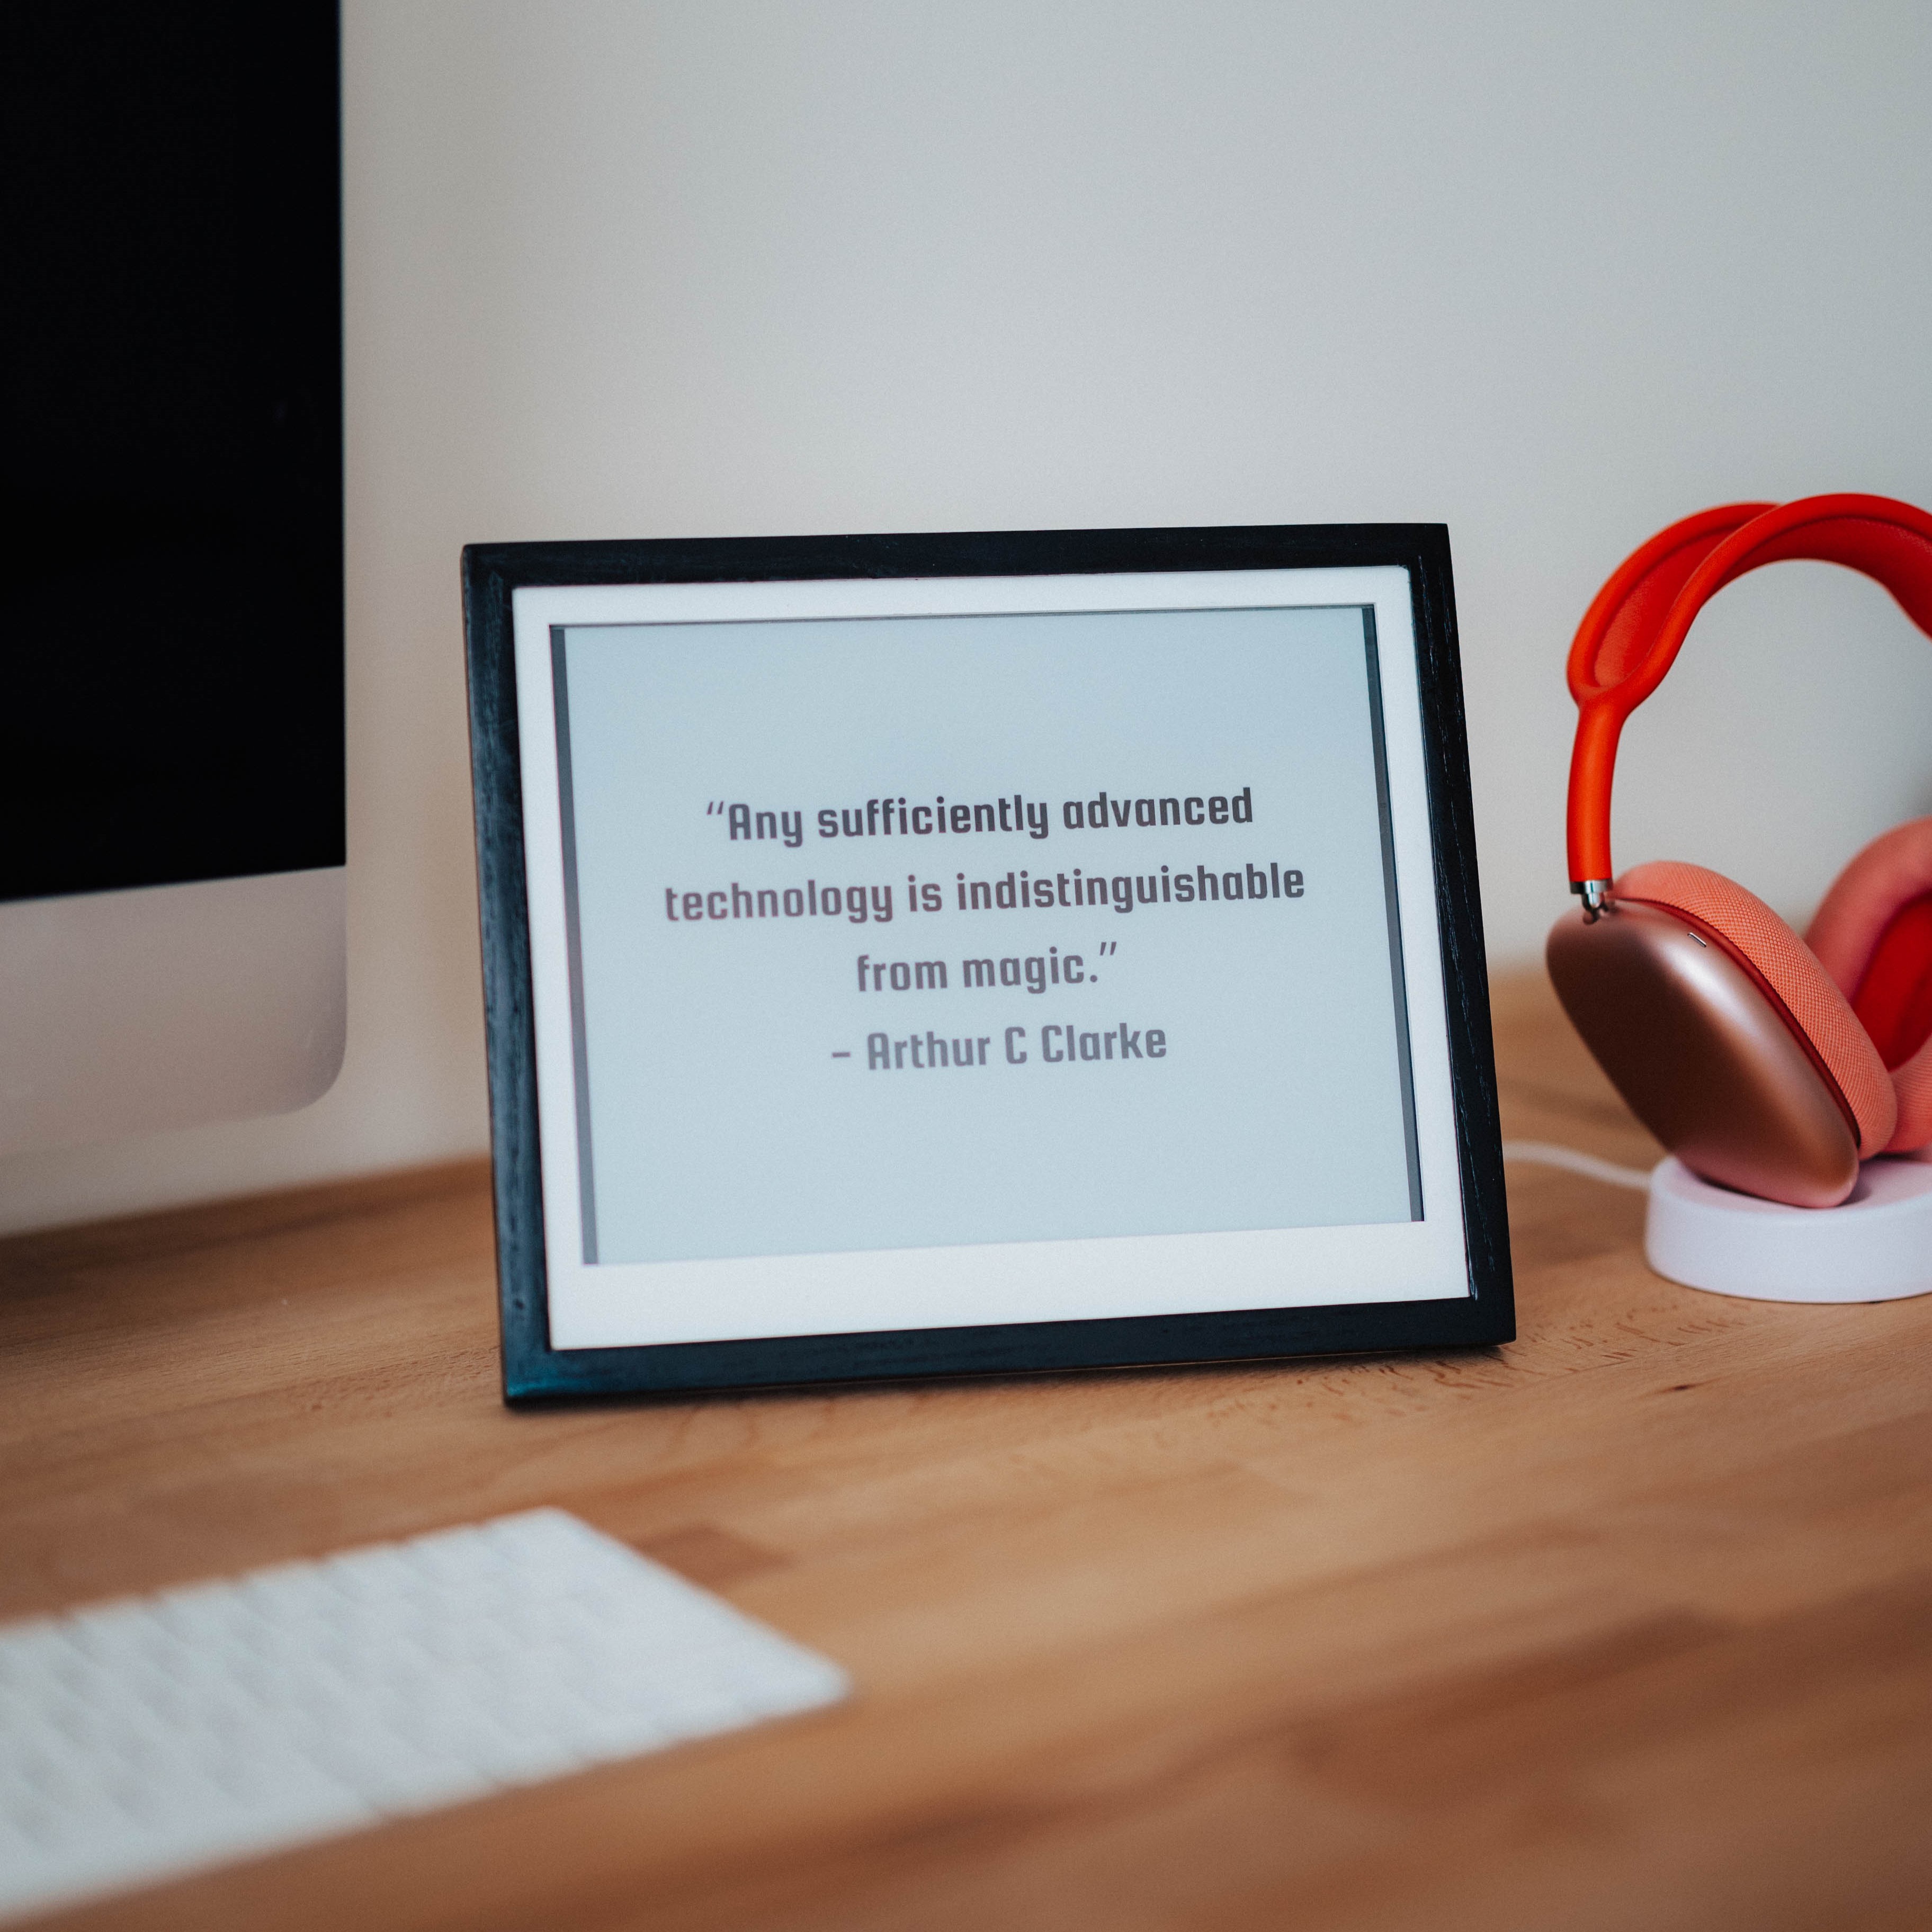 “Any sufficiently advanced
technology is indistinguishable
from magic.”
- Arthur C Clarke